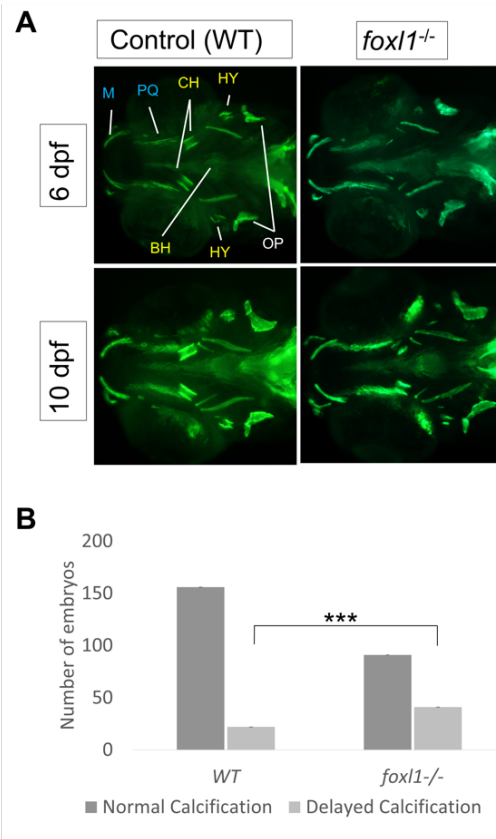 A
Control (WT)
foxl1-/-
6 dpf
M
PQ
CH
HY
BH
HY
OP
10 dpf
B
Number of embryos
200
150
100
50
0
***
WT
foxl1-/-
Normal Calcification
Delayed Calcification